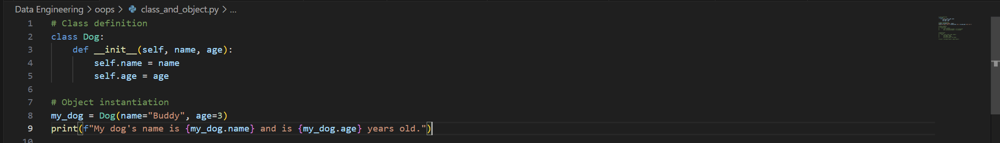 Data Engineering > oops > class_and_object.py > ...
1 # Class definition
2 class Dog:
3     def __init__(self, name, age):
4         self.name = name
5         self.age = age
6
7 # Object instantiation
8 my_dog = Dog(name="Buddy", age=3)
9 print(f"My dog's name is {my_dog.name} and is {my_dog.age} years old.")
10